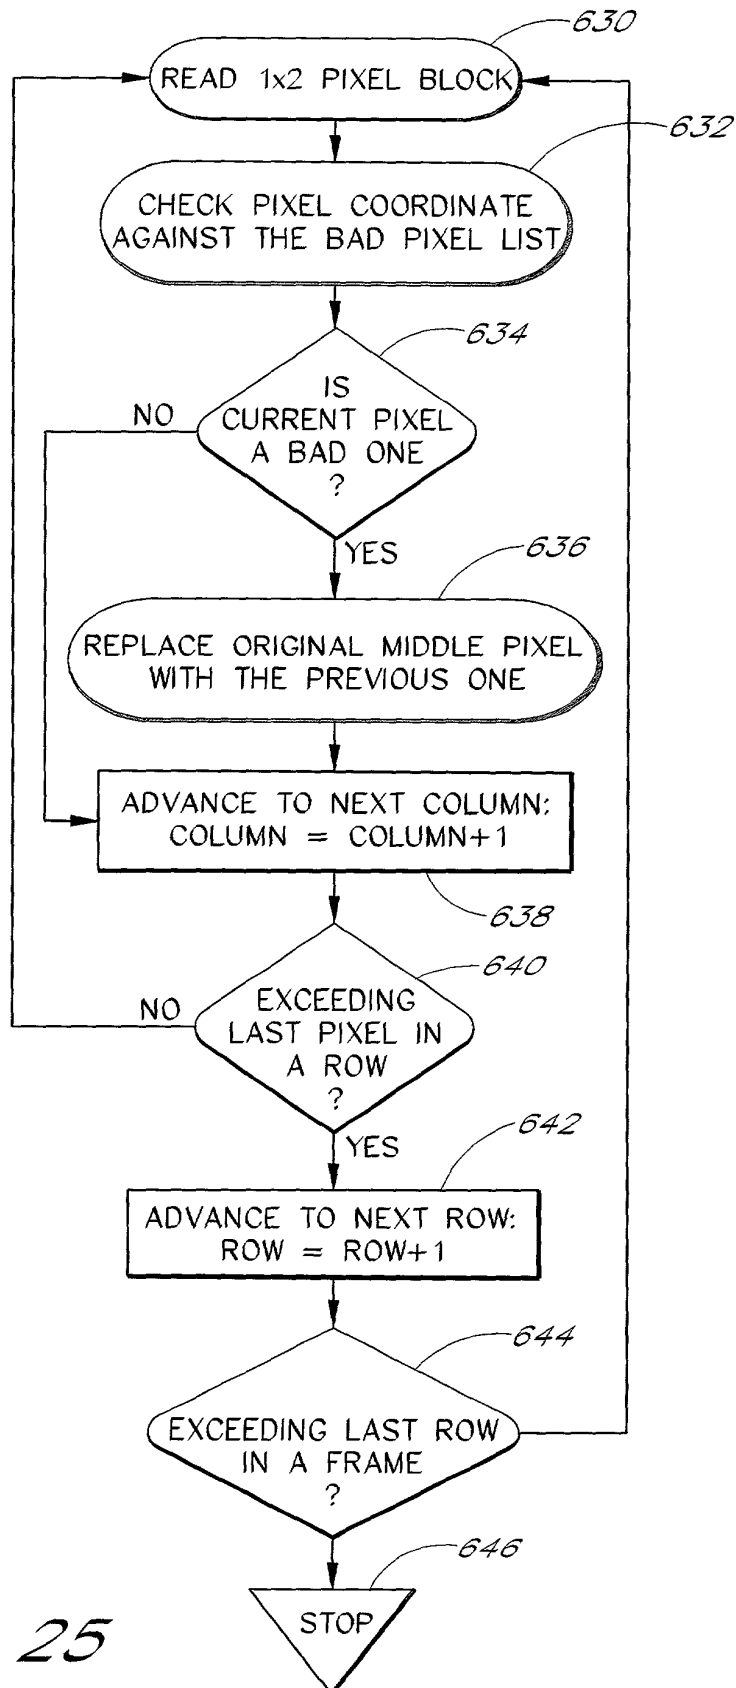 630
READ 1x2 PIXEL BLOCK
632
CHECK PIXEL COORDINATE
AGAINST THE BAD PIXEL LIST
634
IS
CURRENT PIXEL
A BAD ONE
?
NO
YES
636
REPLACE ORIGINAL MIDDLE PIXEL
WITH THE PREVIOUS ONE
ADVANCE TO NEXT COLUMN:
COLUMN = COLUMN+1
638
640
EXCEEDING
LAST PIXEL IN
A ROW
?
NO
YES
642
ADVANCE TO NEXT ROW:
ROW = ROW+1
644
EXCEEDING LAST ROW
IN A FRAME
?
646
STOP
25